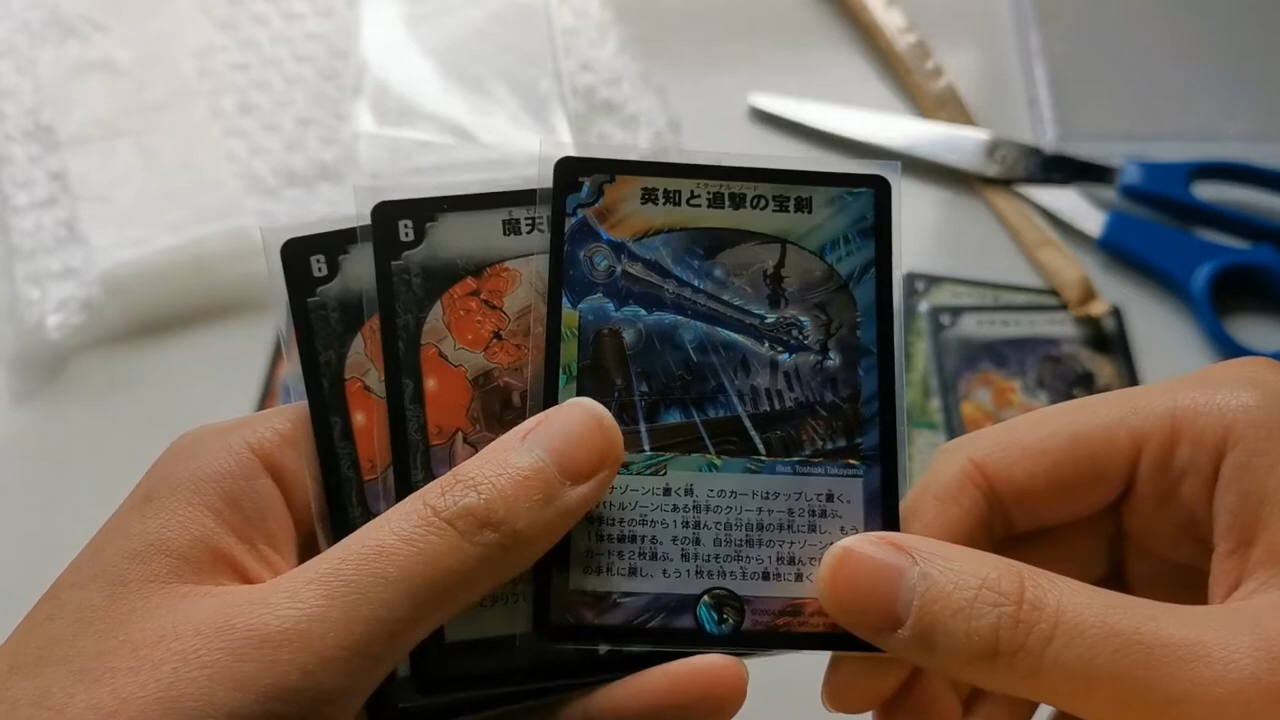 6
6
魔天
エターナル・ソード
英知と追撃の宝剣
illus. Toshiaki Takayama
ナゾーンに置く時、このカードはタップして置く。
バトルゾーンにある相手のクリーチャーを2体選ぶ。
手はその中から1体選んで自分自身の手札に戻し、もう
1体を破壊する。その後、自分は相手のマナゾーン
カードを2枚選ぶ。相手はその中から1枚選んで
の手札に戻し、もう1枚を持ち主の墓地に置く
©2004